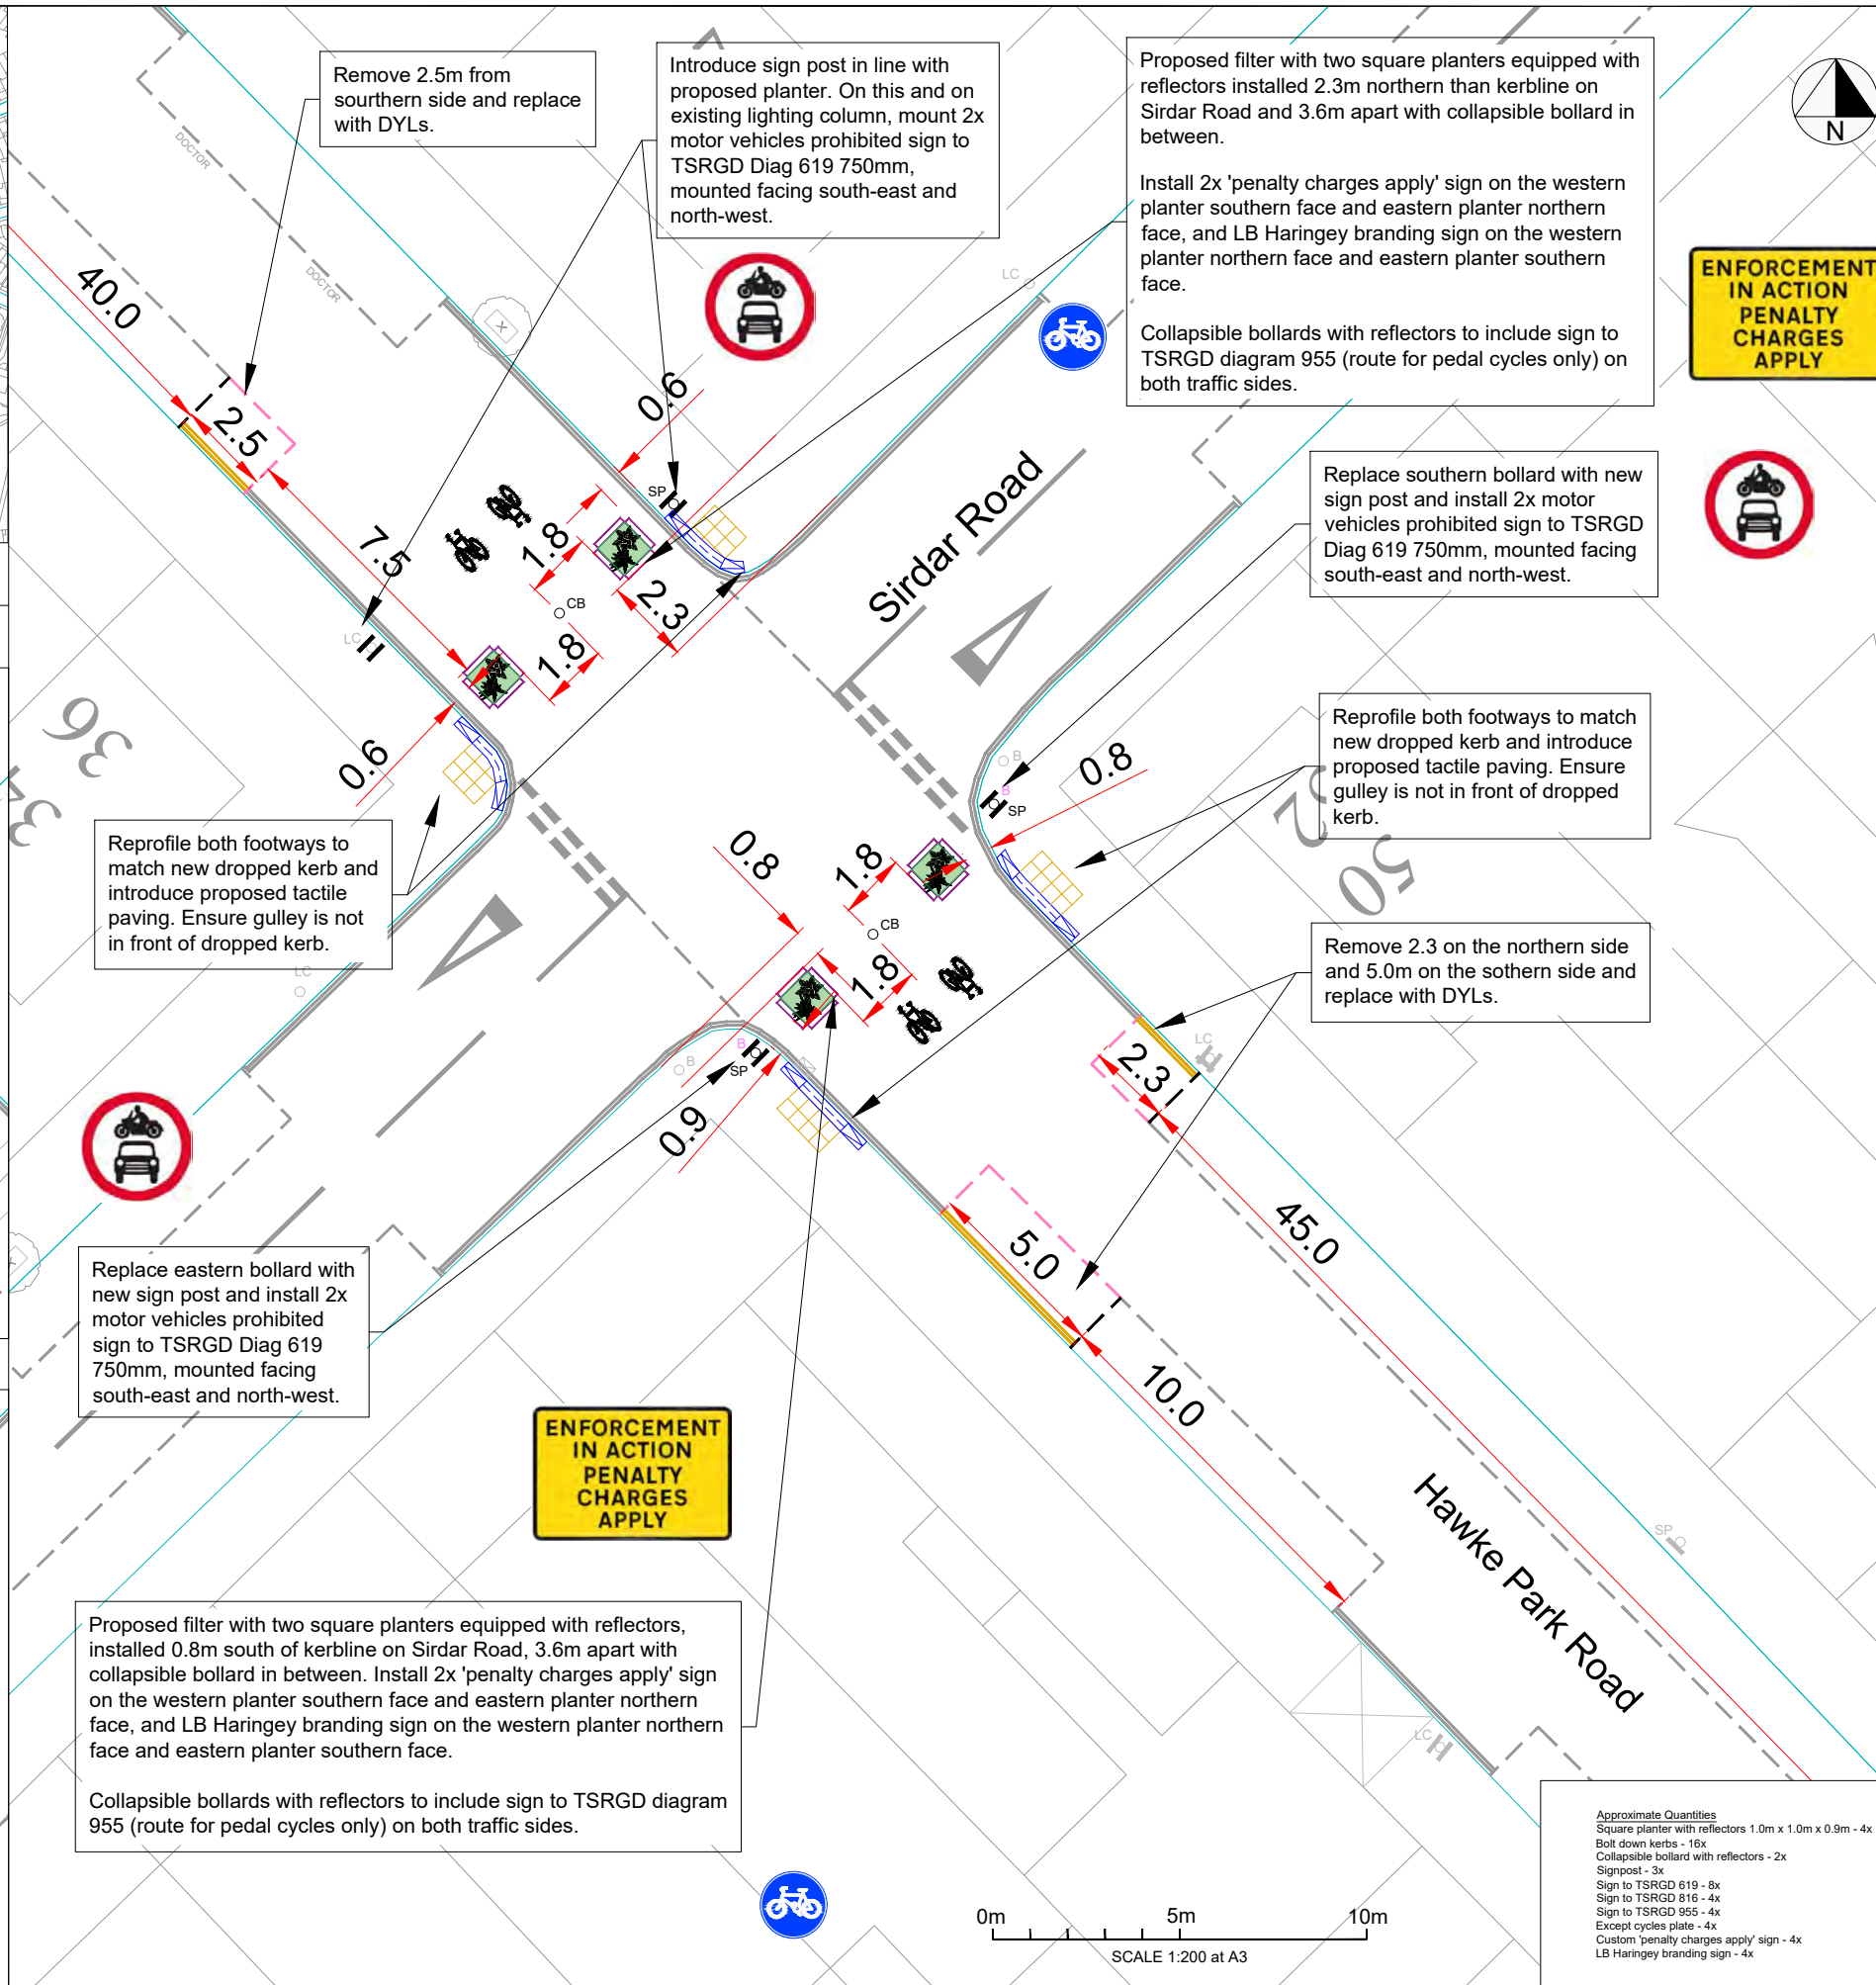 Remove 2.5m from
sourthern side and replace
with DYLs.
Introduce sign post in line with
proposed planter. On this and on
existing lighting column, mount 2x
motor vehicles prohibited sign to
TSRGD Diag 619 750mm,
mounted facing south-east and
north-west.
Proposed filter with two square planters equipped with
reflectors installed 2.3m northern than kerbline on
Sirdar Road and 3.6m apart with collapsible bollard in
between.
Install 2x 'penalty charges apply' sign on the western
planter southern face and eastern planter northern
face, and LB Haringey branding sign on the western
planter northern face and eastern planter southern
face.
Collapsible bollards with reflectors to include sign to
TSRGD diagram 955 (route for pedal cycles only) on
both traffic sides.
N
ENFORCEMENT
IN ACTION
PENALTY
CHARGES
APPLY
DOCTOR
DOCTOR
LC
40.0
2.5
0.6
SP
7.5
1.8
CB
2.3
1.8
LC
0.6
Sirdar Road
Replace southern bollard with new
sign post and install 2x motor
vehicles prohibited sign to TSRGD
Diag 619 750mm, mounted facing
south-east and north-west.
36
34
Reprofile both footways to match
new dropped kerb and introduce
proposed tactile paving. Ensure
gulley is not in front of dropped
kerb.
B
B
SP
0.8
52
50
Reprofile both footways to
match new dropped kerb and
introduce proposed tactile
paving. Ensure gulley is not
in front of dropped kerb.
LC
0.8
1.8
CB
1.8
Remove 2.3 on the northern side
and 5.0m on the sothern side and
replace with DYLs.
LC
2.3
B
B
SP
0.9
45.0
5.0
10.0
Replace eastern bollard with
new sign post and install 2x
motor vehicles prohibited
sign to TSRGD Diag 619
750mm, mounted facing
south-east and north-west.
ENFORCEMENT
IN ACTION
PENALTY
CHARGES
APPLY
Hawke Park Road
SP
LC
Proposed filter with two square planters equipped with reflectors,
installed 0.8m south of kerbline on Sirdar Road, 3.6m apart with
collapsible bollard in between. Install 2x 'penalty charges apply' sign
on the western planter southern face and eastern planter northern
face, and LB Haringey branding sign on the western planter northern
face and eastern planter southern face.
Collapsible bollards with reflectors to include sign to TSRGD diagram
955 (route for pedal cycles only) on both traffic sides.
0m 5m 10m
SCALE 1:200 at A3
Approximate Quantities
Square planter with reflectors 1.0m x 1.0m x 0.9m - 4x
Bolt down kerbs - 16x
Collapsible bollard with reflectors - 2x
Signpost - 3x
Sign to TSRGD 619 - 8x
Sign to TSRGD 816 - 4x
Sign to TSRGD 955 - 4x
Except cycles plate - 4x
Custom 'penalty charges apply' sign - 4x
LB Haringey branding sign - 4x